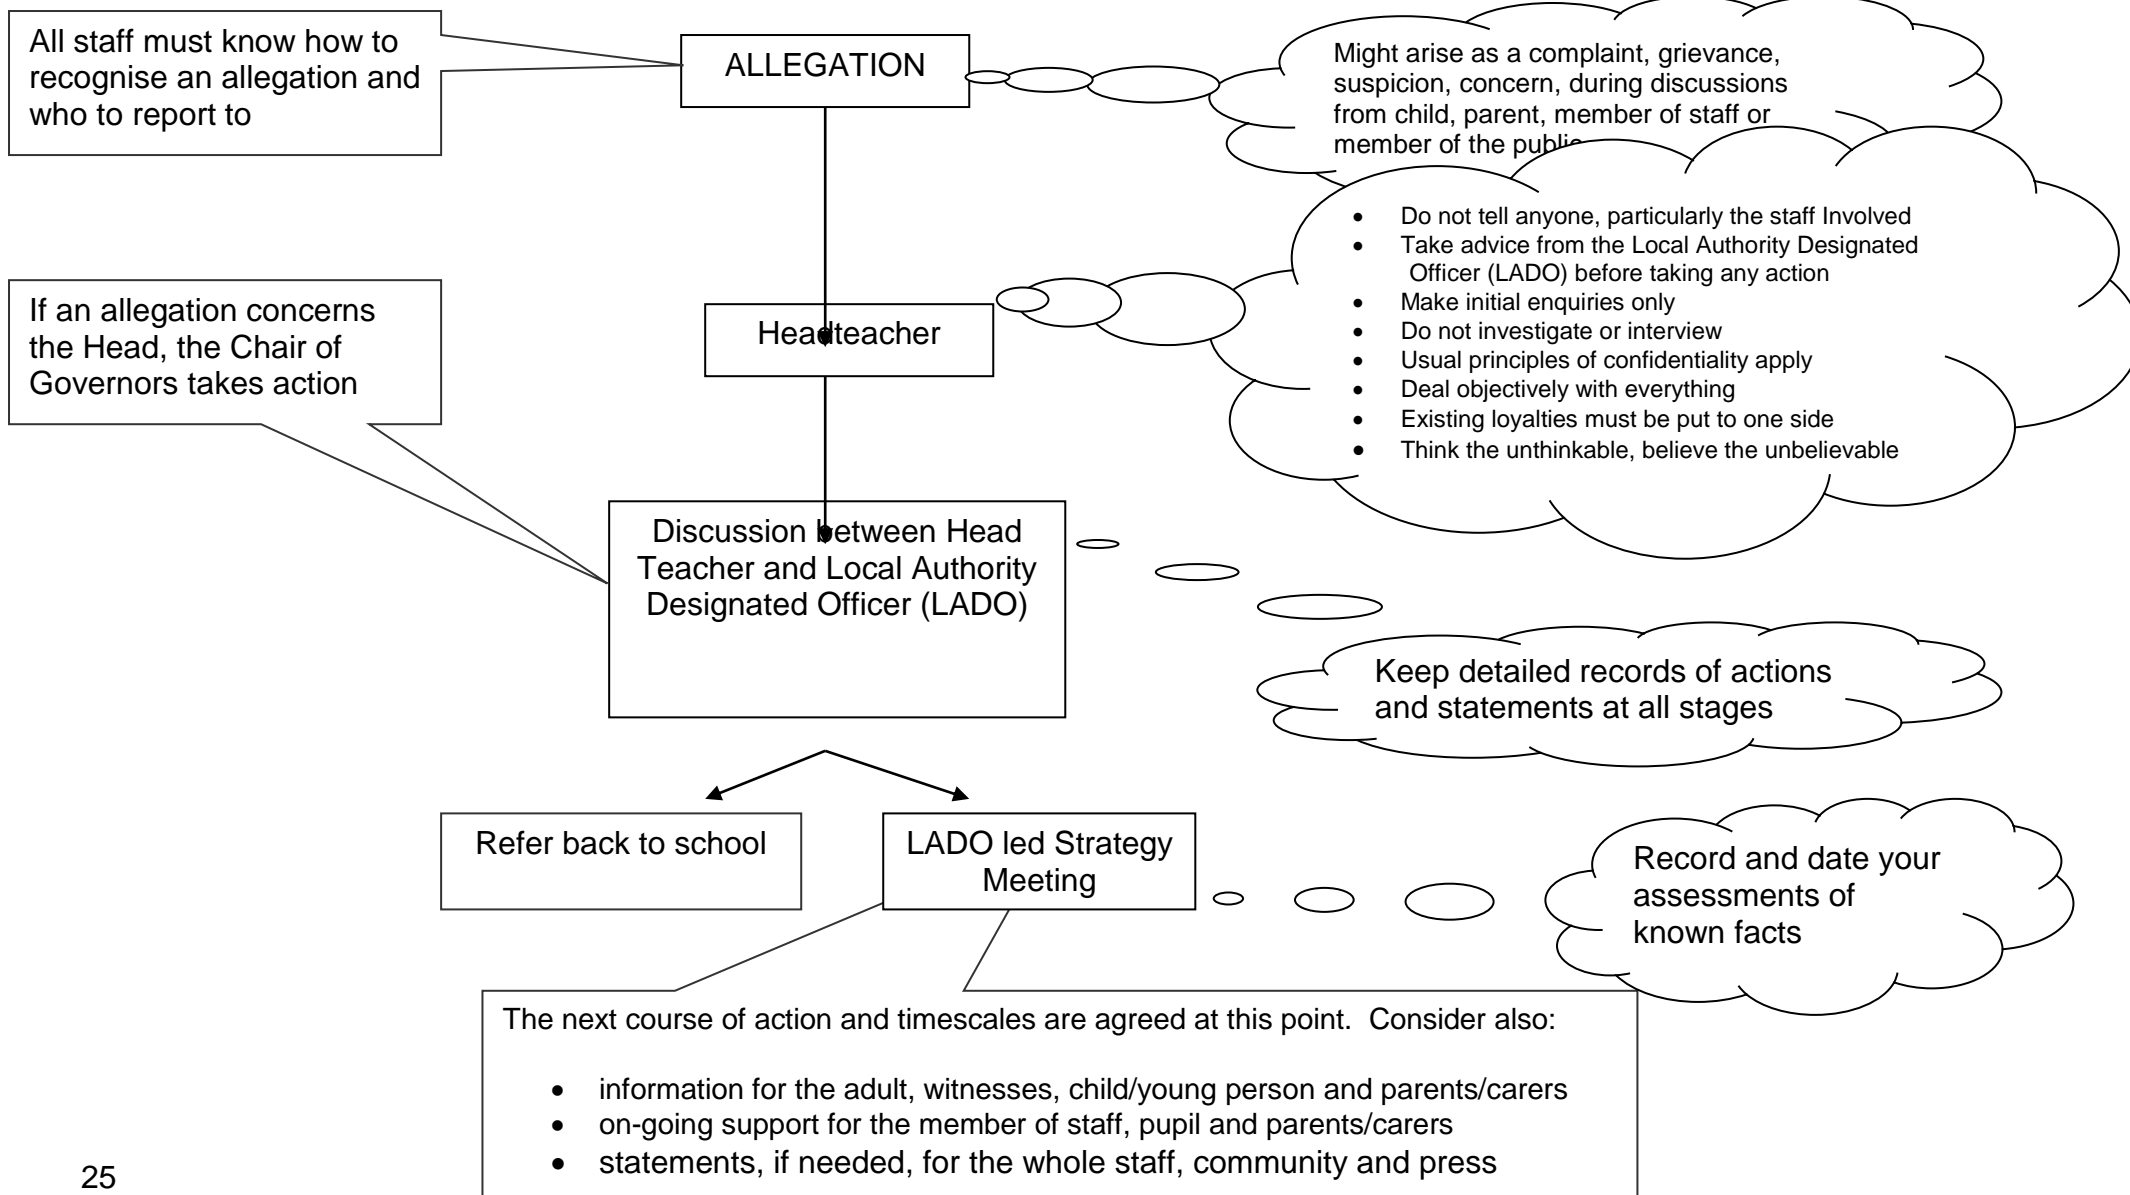 All staff must know how to
recognise an allegation and
who to report to
ALLEGATION
Might arise as a complaint, grievance,
suspicion, concern, during discussions
from child, parent, member of staff or
member of the public
• Do not tell anyone, particularly the staff Involved
• Take advice from the Local Authority Designated
Officer (LADO) before taking any action
• Make initial enquiries only
• Do not investigate or interview
• Usual principles of confidentiality apply
• Deal objectively with everything
• Existing loyalties must be put to one side
• Think the unthinkable, believe the unbelievable
If an allegation concerns
the Head, the Chair of
Governors takes action
Headteacher
Discussion between Head
Teacher and Local Authority
Designated Officer (LADO)
Keep detailed records of actions
and statements at all stages
Refer back to school
LADO led Strategy
Meeting
Record and date your
assessments of
known facts
The next course of action and timescales are agreed at this point.  Consider also:
• information for the adult, witnesses, child/young person and parents/carers
• on-going support for the member of staff, pupil and parents/carers
• statements, if needed, for the whole staff, community and press
25